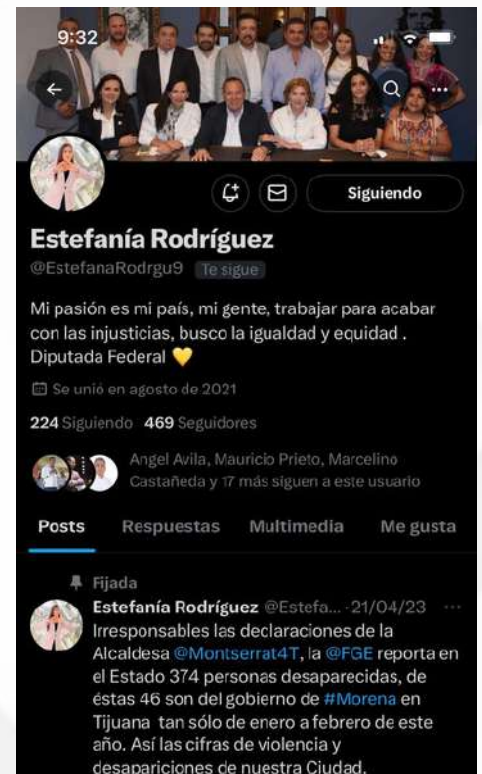 9:32
Siguiendo
Estefanía Rodríguez
@EstefanaRodrgu9 Te sigue
Mi pasión es mi país, mi gente, trabajar para acabar
con las injusticias, busco la igualdad y equidad .
Diputada Federal 💛
Se unió en agosto de 2021
224 Siguiendo 469 Seguidores
Angel Avila, Mauricio Prieto, Marcelino
Castañeda y 17 más siguen a este usuario
Posts Respuestas Multimedia Me gusta
Fijada
Estefanía Rodríguez @Estefa... · 21/04/23 ···
Irresponsables las declaraciones de la
Alcaldesa @Montserrat4T, la @FGE reporta en
el Estado 374 personas desaparecidas, de
éstas 46 son del gobierno de #Morena en
Tijuana tan sólo de enero a febrero de este
año. Así las cifras de violencia y
desapariciones de nuestra Ciudad.